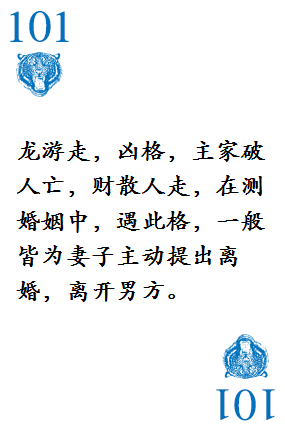 101
龙游走，凶格，主家破
人亡，财散人走，在测
婚姻中，遇此格，一般
皆为妻子主动提出离
婚，离开男方。
101